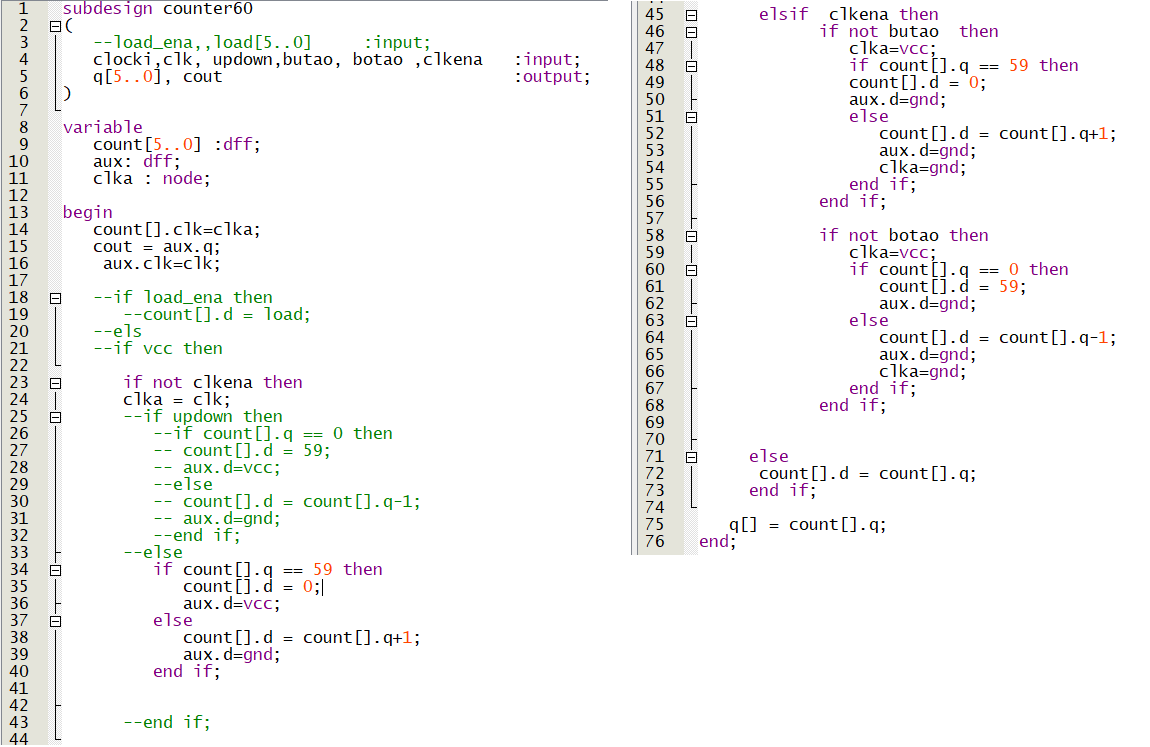 1 subdesign counter60
2 (
3 --load_ena,,load[5..0] :input;
4 clocki,clk, updown,butao, botao ,clkena :input;
5 q[5..0], cout :output;
6 )
7
8 variable
9 count[5..0] :dff;
10 aux: dff;
11 clka : node;
12
13 begin
14 count[].clk=clka;
15 cout = aux.q;
16 aux.clk=clk;
17
18 --if load_ena then
19 --count[].d = load;
20 --els
21 --if vcc then
22
23 if not clkena then
24 clka = clk;
25 --if updown then
26 --if count[].q == 0 then
27 -- count[].d = 59;
28 -- aux.d=vcc;
29 --else
30 -- count[].d = count[].q-1;
31 -- aux.d=gnd;
32 --end if;
33 --else
34 if count[].q == 59 then
35 count[].d = 0;
36 aux.d=vcc;
37 else
38 count[].d = count[].q+1;
39 aux.d=gnd;
40 end if;
41
42
43 --end if;
44
45 elsif clkena then
46 if not butao then
47 clka=vcc;
48 if count[].q == 59 then
49 count[].d = 0;
50 aux.d=gnd;
51 else
52 count[].d = count[].q+1;
53 aux.d=gnd;
54 clka=gnd;
55 end if;
56 end if;
57
58 if not botao then
59 clka=vcc;
60 if count[].q == 0 then
61 count[].d = 59;
62 aux.d=gnd;
63 else
64 count[].d = count[].q-1;
65 aux.d=gnd;
66 clka=gnd;
67 end if;
68 end if;
69
70
71 else
72 count[].d = count[].q;
73 end if;
74
75 q[] = count[].q;
76 end;